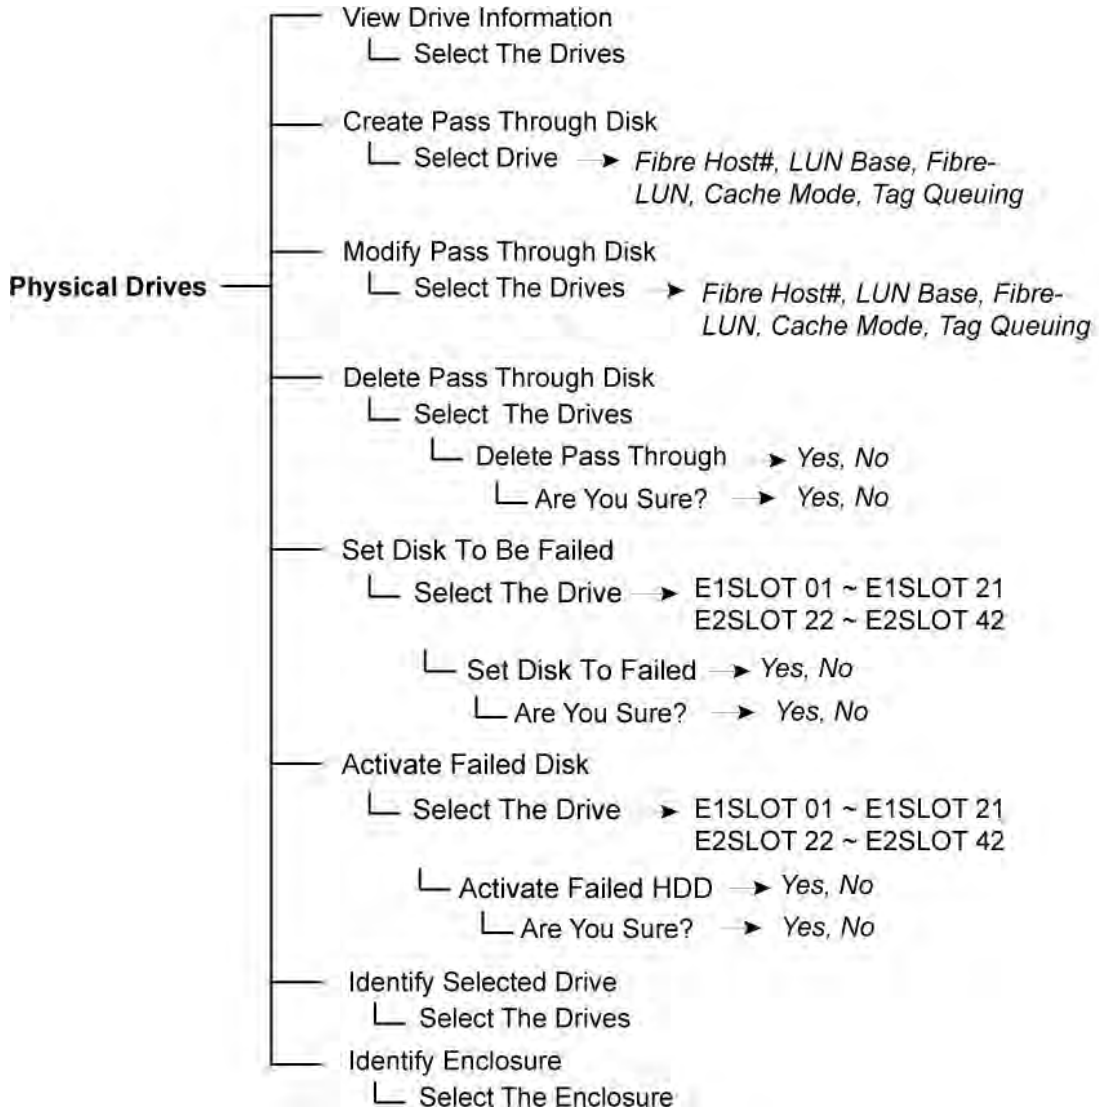 View Drive Information
Select The Drives
Create Pass Through Disk
Select Drive
Fibre Host#, LUN Base, Fibre-
LUN, Cache Mode, Tag Queuing
Modify Pass Through Disk
Physical Drives
Select The Drives
Fibre Host#, LUN Base, Fibre-
LUN, Cache Mode, Tag Queuing
Delete Pass Through Disk
Select The Drives
Delete Pass Through
Yes, No
Are You Sure?
Yes, No
Set Disk To Be Failed
Select The Drive
E1SLOT 01 ~ E1SLOT 21
E2SLOT 22 ~ E2SLOT 42
Set Disk To Failed
Yes, No
Are You Sure?
Yes, No
Activate Failed Disk
Select The Drive
E1SLOT 01 ~ E1SLOT 21
E2SLOT 22 ~ E2SLOT 42
Activate Failed HDD
Yes, No
Are You Sure?
Yes, No
Identify Selected Drive
Select The Drives
Identify Enclosure
Select The Enclosure